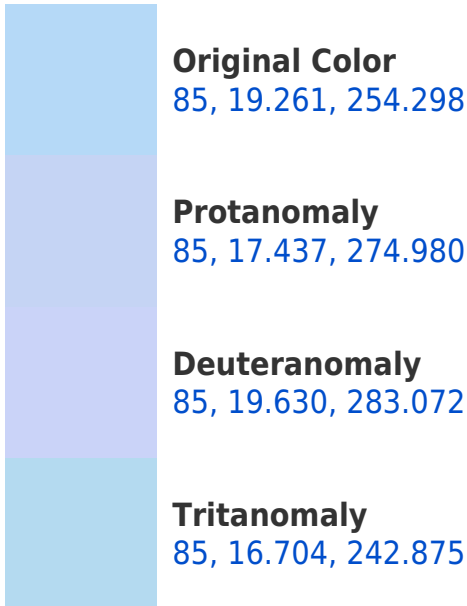 Original Color
85, 19.261, 254.298
Protanomaly
85, 17.437, 274.980
Deuteranomaly
85, 19.630, 283.072
Tritanomaly
85, 16.704, 242.875